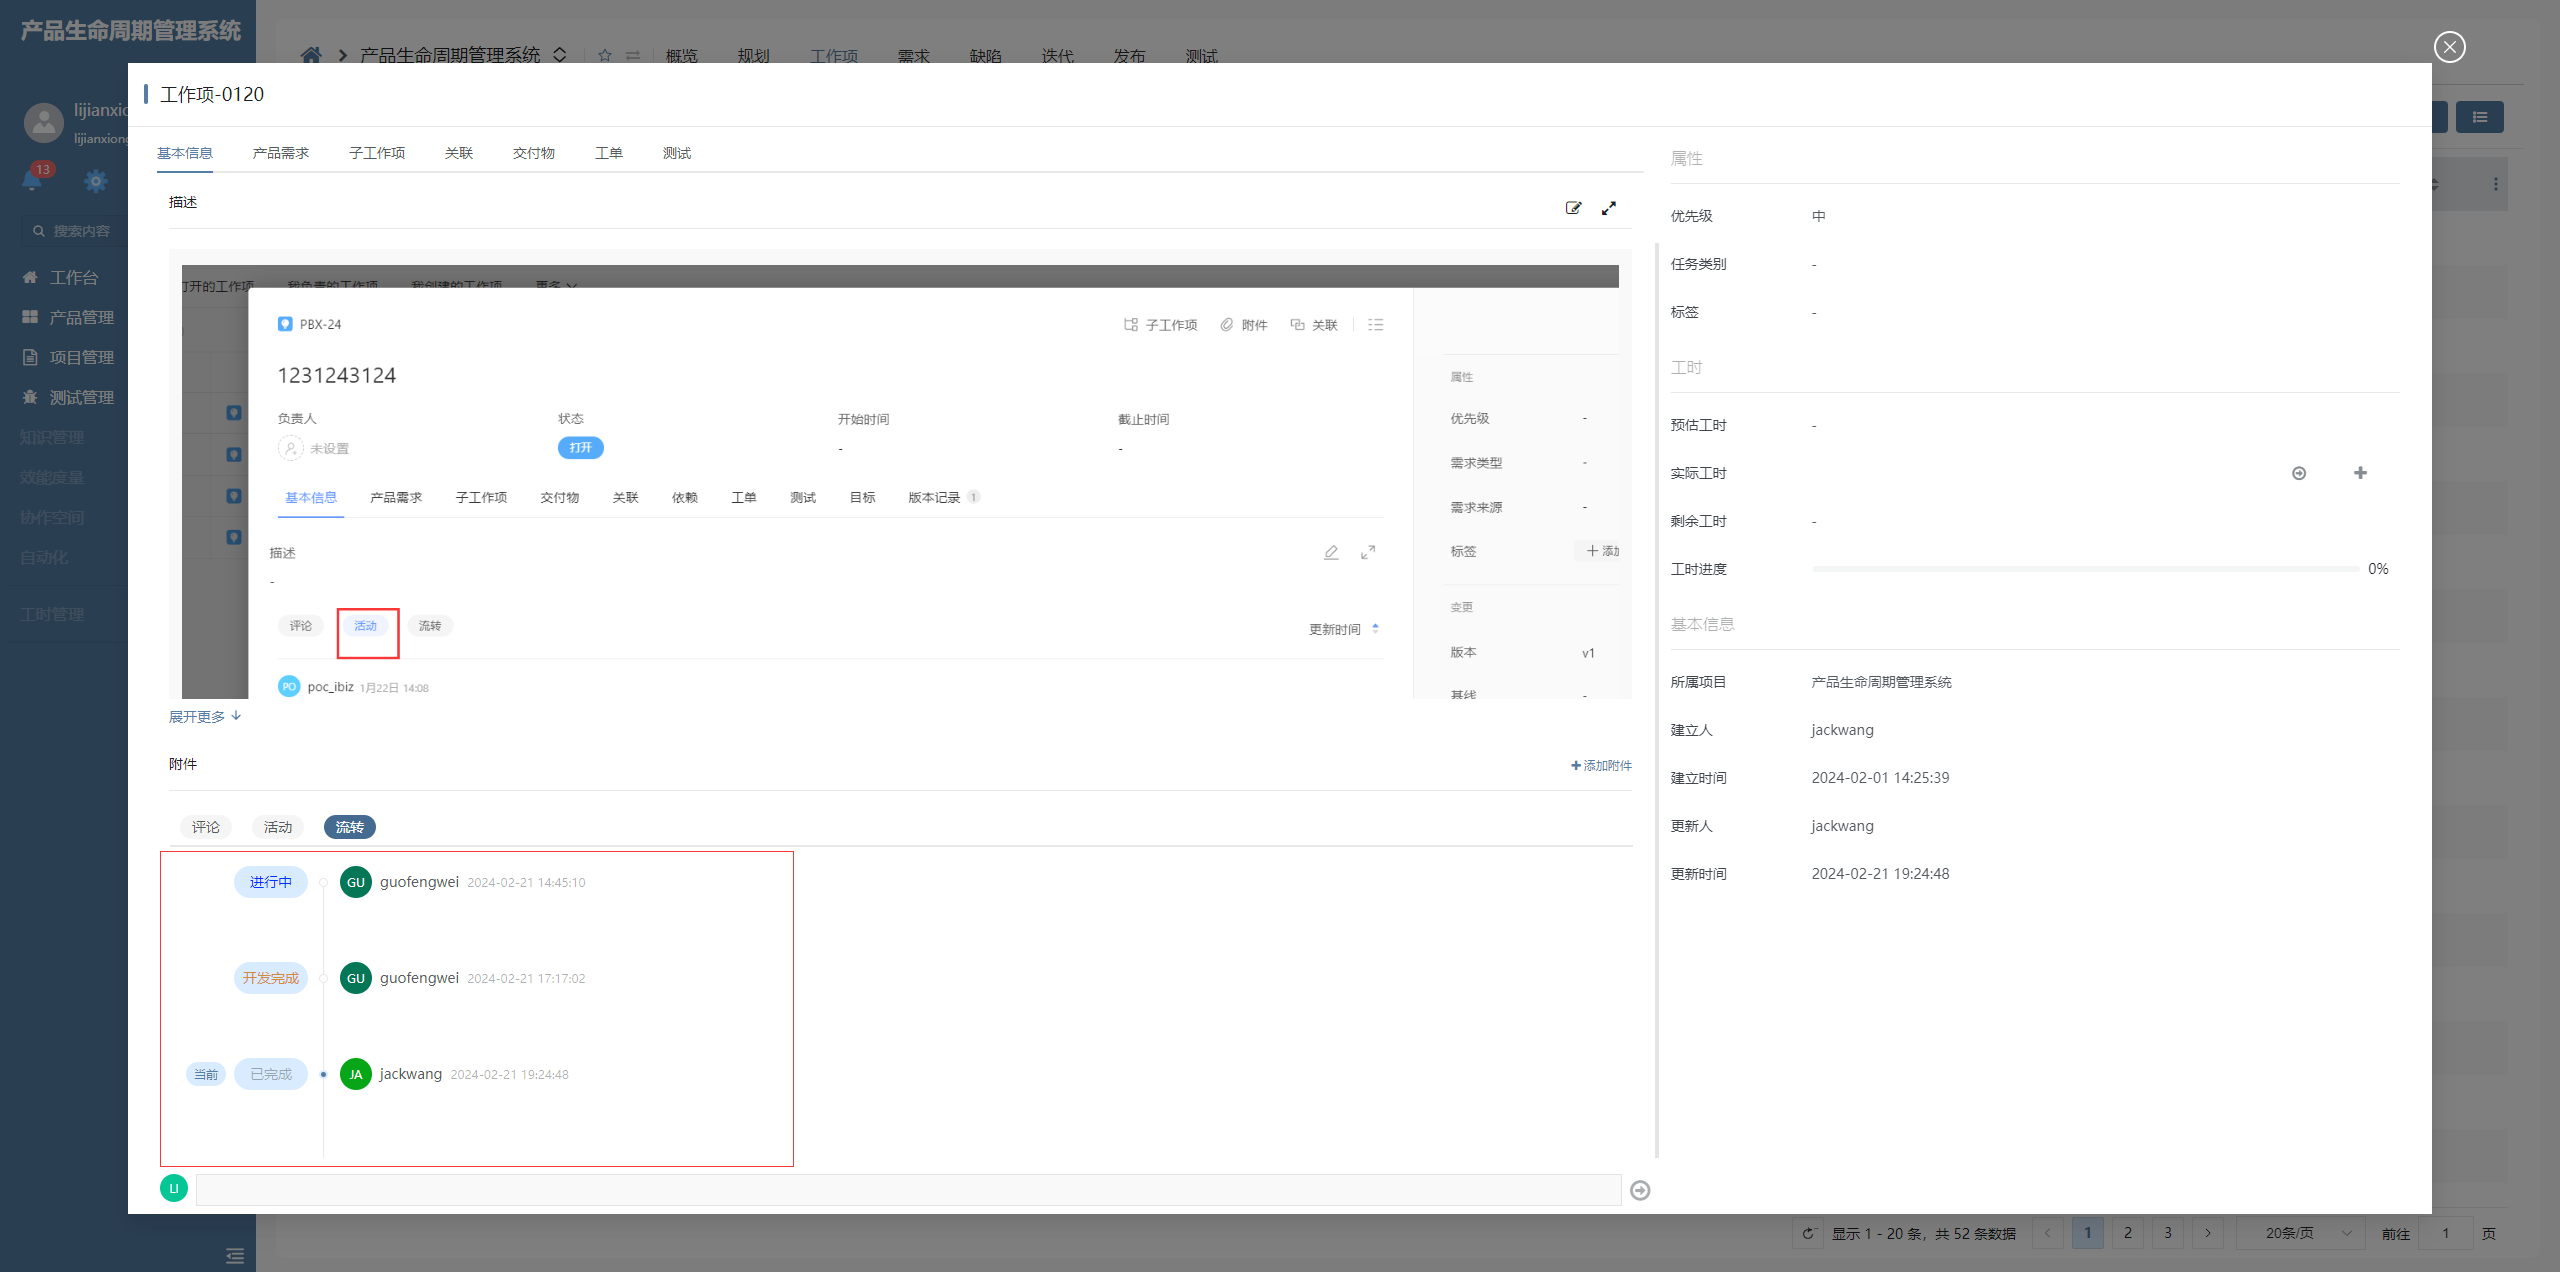 产品生命周期管理系统
产品生命周期管理系统 概览 规划 工作项 需求 缺陷 迭代 发布 测试
工作项-0120
lijianxio
lijianxiong
13
搜索内容
工作台
产品管理
项目管理
测试管理
知识管理
效能度量
协作空间
自动化
工时管理
基本信息 产品需求 子工作项 关联 交付物 工单 测试
描述
打开的工作项 我负责的工作项 我创建的工作项 更多
PBX-24
子工作项 附件 关联
1231243124
负责人 状态 开始时间 截止时间
未设置 打开 - -
基本信息 产品需求 子工作项 交付物 关联 依赖 工单 测试 目标 版本记录 1
描述
-
评论 活动 流转
更新时间
PO poc_ibiz 1月22日 14:08
属性
优先级 -
需求类型 -
需求来源 -
标签 添加
变更
版本 v1
基线 -
展开更多
附件
添加附件
评论 活动 流转
进行中 GU guofengwei 2024-02-21 14:45:10
开发完成 GU guofengwei 2024-02-21 17:17:02
当前 已完成 JA jackwang 2024-02-21 19:24:48
LI
属性
优先级 中
任务类别 -
标签 -
工时
预估工时 -
实际工时
剩余工时 -
工时进度 0%
基本信息
所属项目 产品生命周期管理系统
建立人 jackwang
建立时间 2024-02-01 14:25:39
更新人 jackwang
更新时间 2024-02-21 19:24:48
显示 1 - 20 条，共 52 条数据 1 2 3 20条/页 前往 1 页